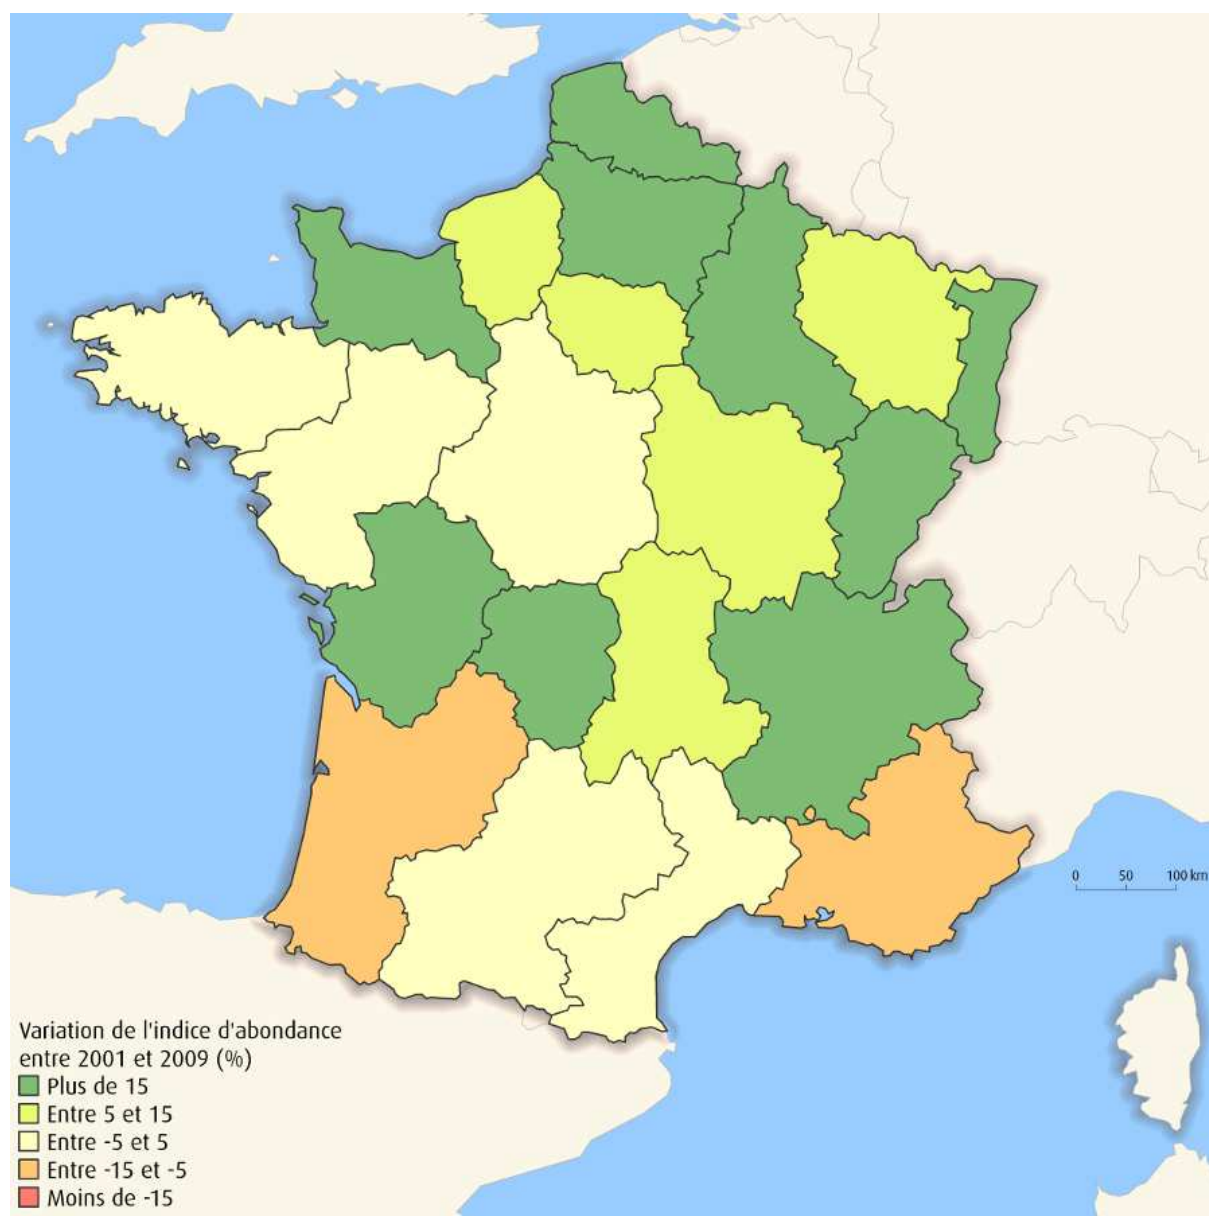 0 50 100 km
Variation de l'indice d'abondance
entre 2001 et 2009 (%)
Plus de 15
Entre 5 et 15
Entre -5 et 5
Entre -15 et -5
Moins de -15